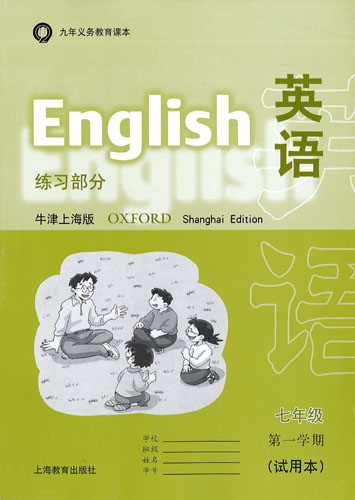 九年义务教育课本
English
英语
练习部分
牛津上海版 OXFORD Shanghai Edition
七年级
第一学期
(试用本)
学校
班级
姓名
学号
上海教育出版社